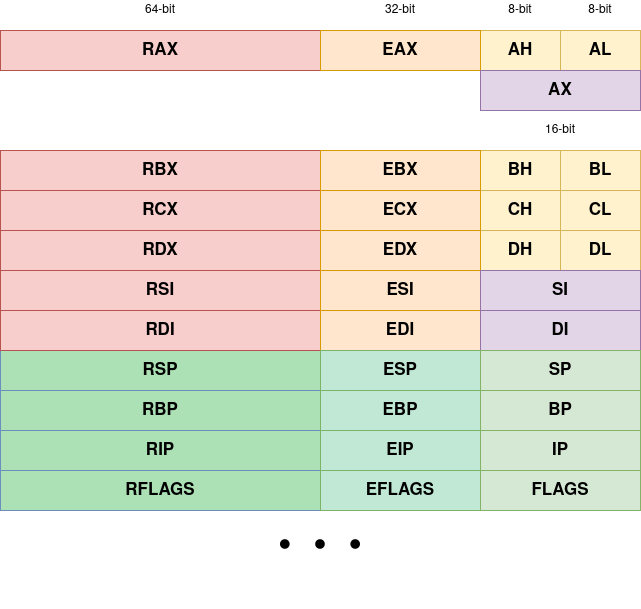 64-bit 32-bit 8-bit 8-bit
RAX EAX AH AL
AX
16-bit
RBX EBX BH BL
RCX ECX CH CL
RDX EDX DH DL
RSI ESI SI
RDI EDI DI
RSP ESP SP
RBP EBP BP
RIP EIP IP
RFLAGS EFLAGS FLAGS
• • •